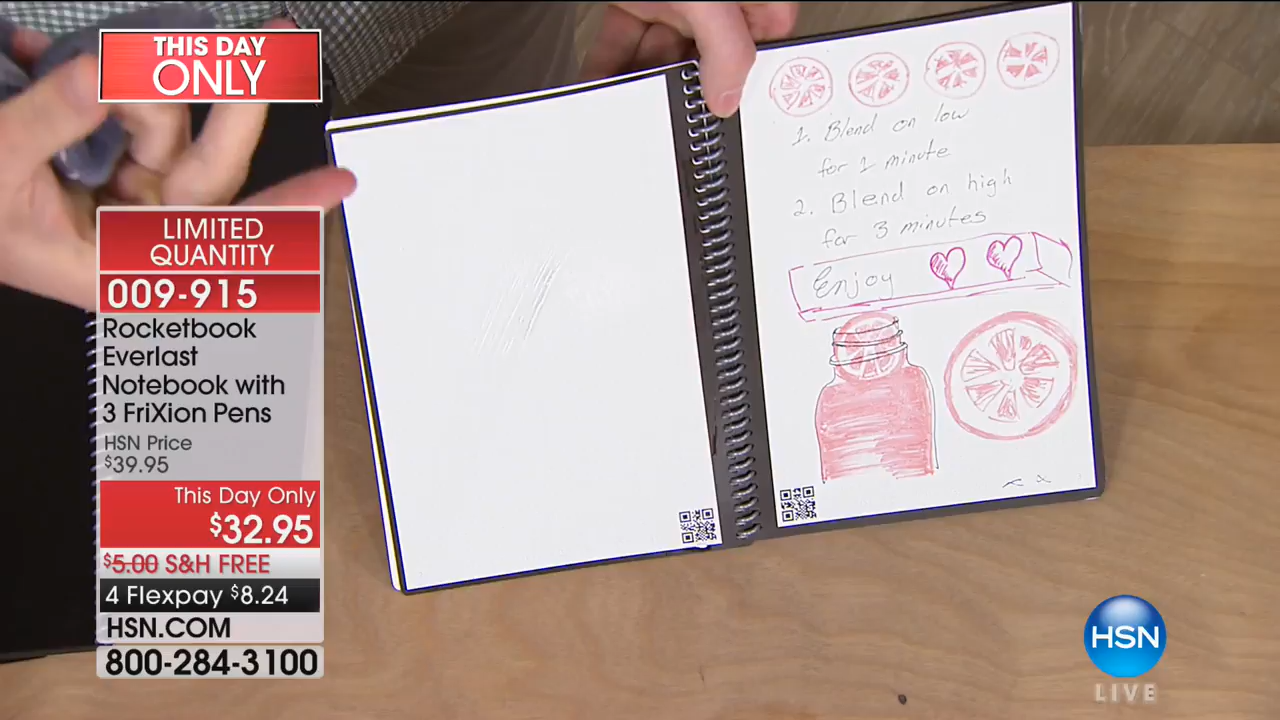 THIS DAY
ONLY
LIMITED
QUANTITY
009-915
Rocketbook
Everlast
Notebook with
3 FriXion Pens
HSN Price
$39.95
This Day Only
$32.95
$5.00 S&H FREE
4 Flexpay $8.24
HSN.COM
800-284-3100
1. Blend on low
for 1 minute
2. Blend on high
for 3 minutes
Enjoy
HSN
LIVE